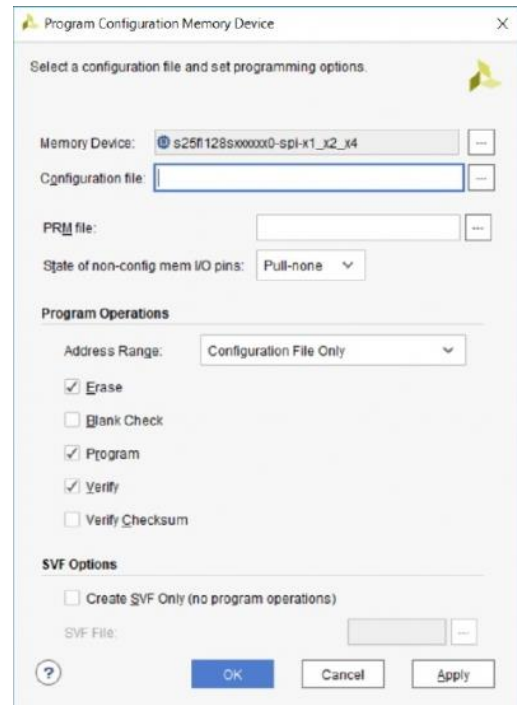 Program Configuration Memory Device
Select a configuration file and set programming options.
Memory Device: s25fl128sxxxxxx0-spi-x1_x2_x4 ...
Configuration file: ...
PRM file: ...
State of non-config mem I/O pins: Pull-none
Program Operations
Address Range: Configuration File Only
Erase
Blank Check
Program
Verify
Verify Checksum
SVF Options
Create SVF Only (no program operations)
SVF File: ...
? OK Cancel Apply